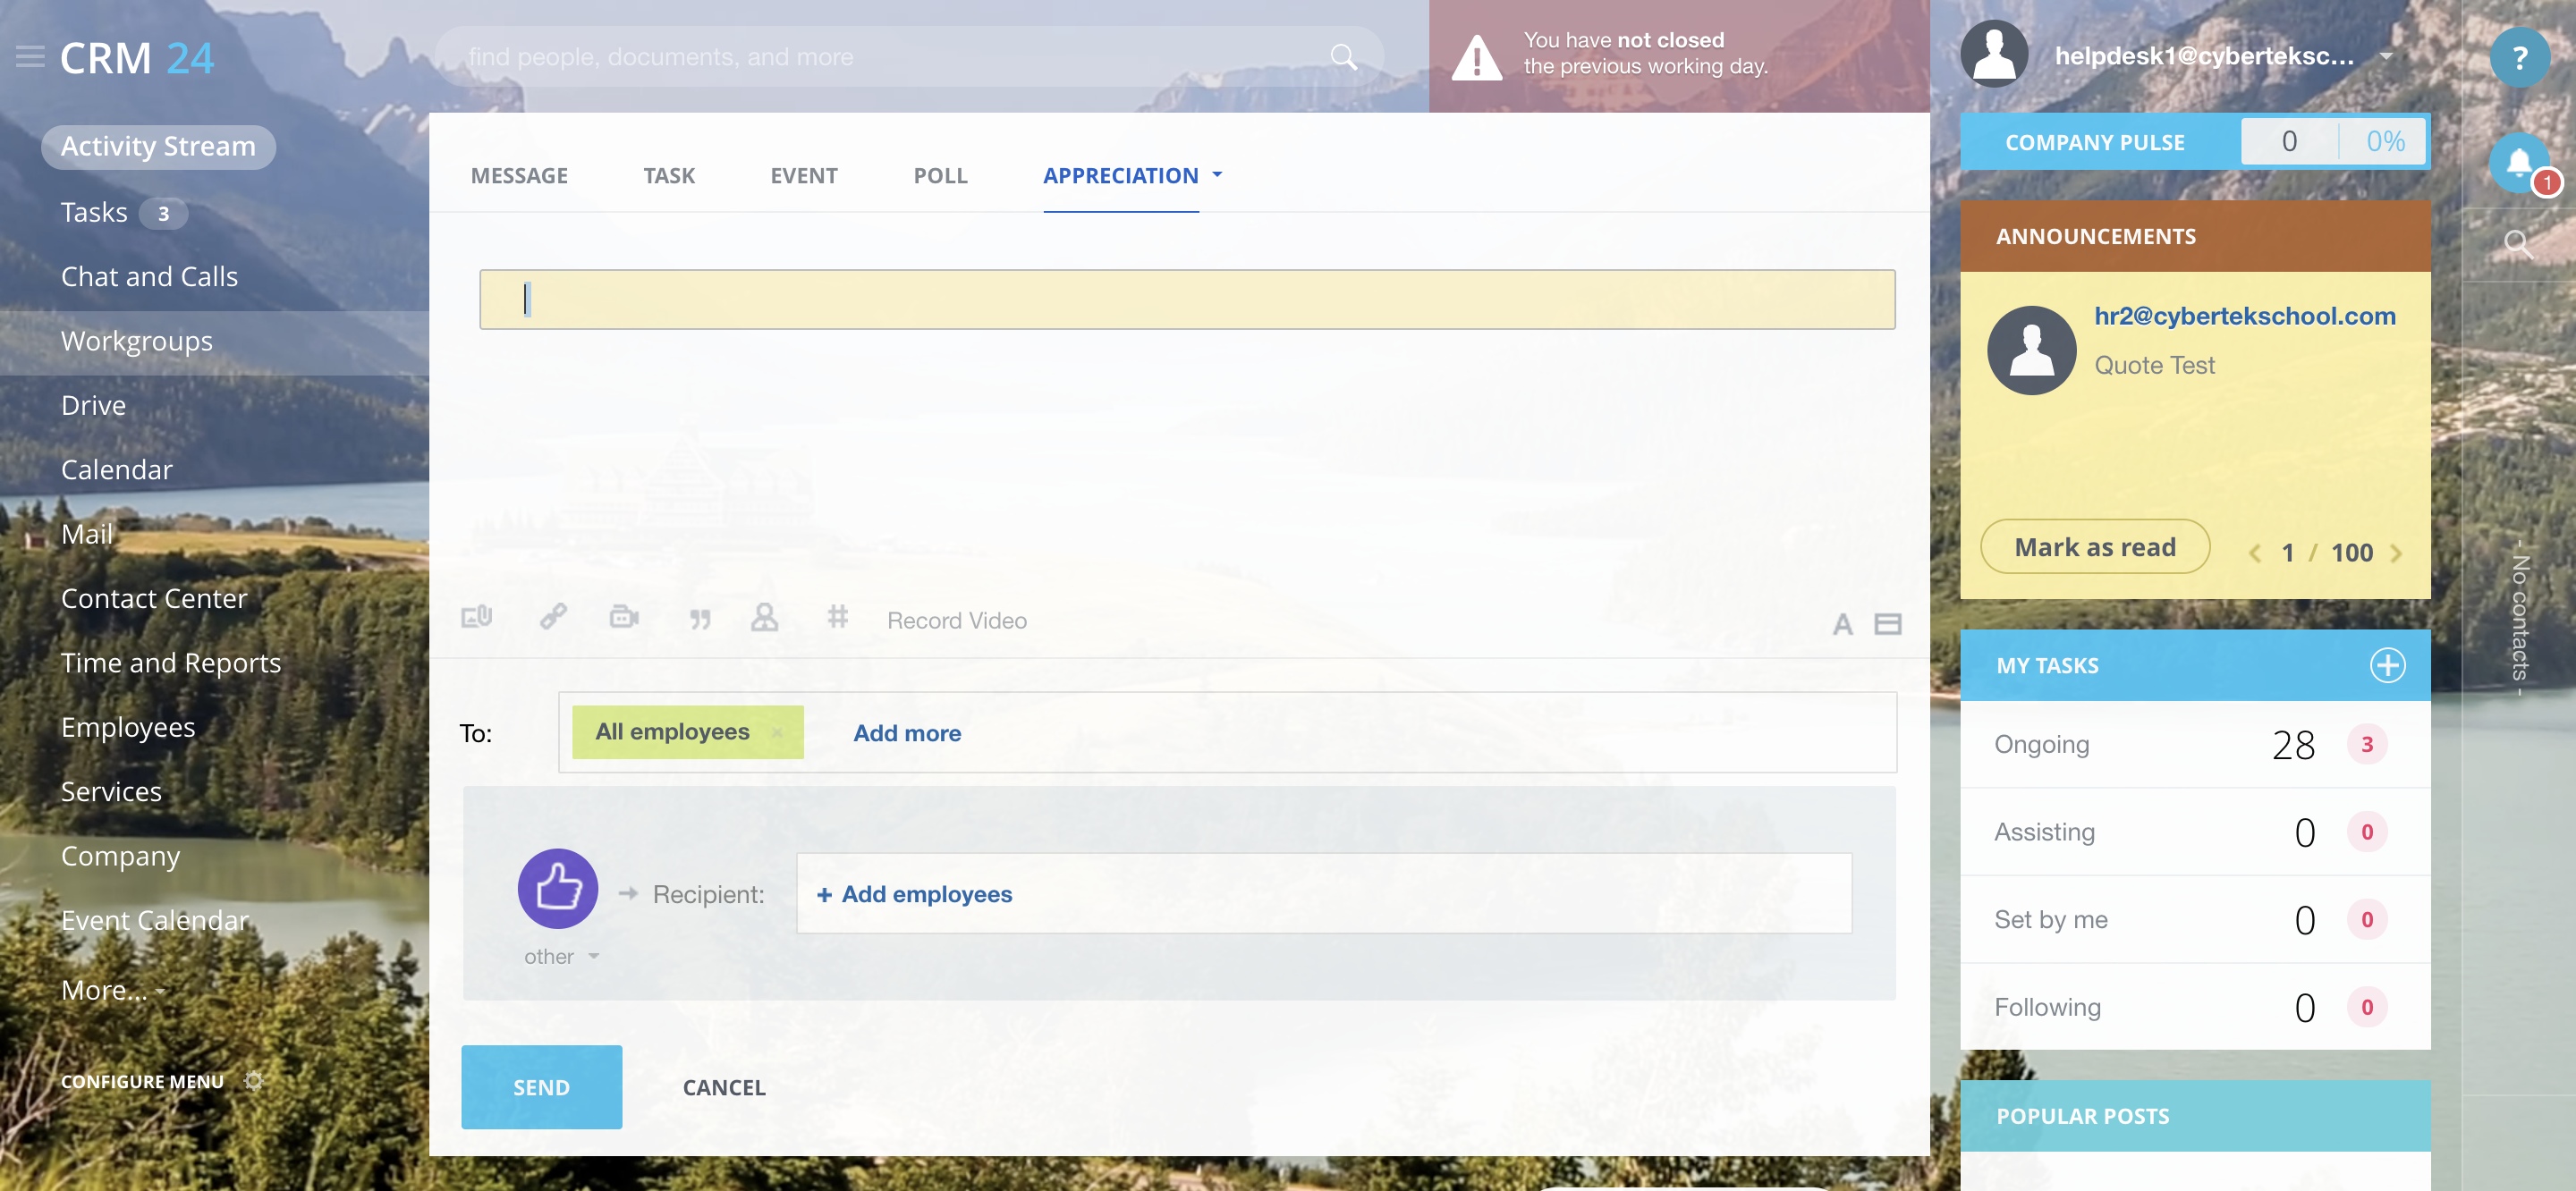 CRM 24
find people, documents, and more
You have not closed
the previous working day.
helpdesk1@cyberteksc...
?
Activity Stream
Tasks 3
Chat and Calls
Workgroups
Drive
Calendar
Mail
Contact Center
Time and Reports
Employees
Services
Company
Event Calendar
More...
CONFIGURE MENU
MESSAGE TASK EVENT POLL APPRECIATION
Record Video
A
To: All employees × Add more
Recipient: + Add employees
other
SEND CANCEL
COMPANY PULSE 0 0%
1
ANNOUNCEMENTS
hr2@cybertekschool.com
Quote Test
Mark as read 1 / 100
MY TASKS
Ongoing 28 3
Assisting 0 0
Set by me 0 0
Following 0 0
POPULAR POSTS
- No contacts -